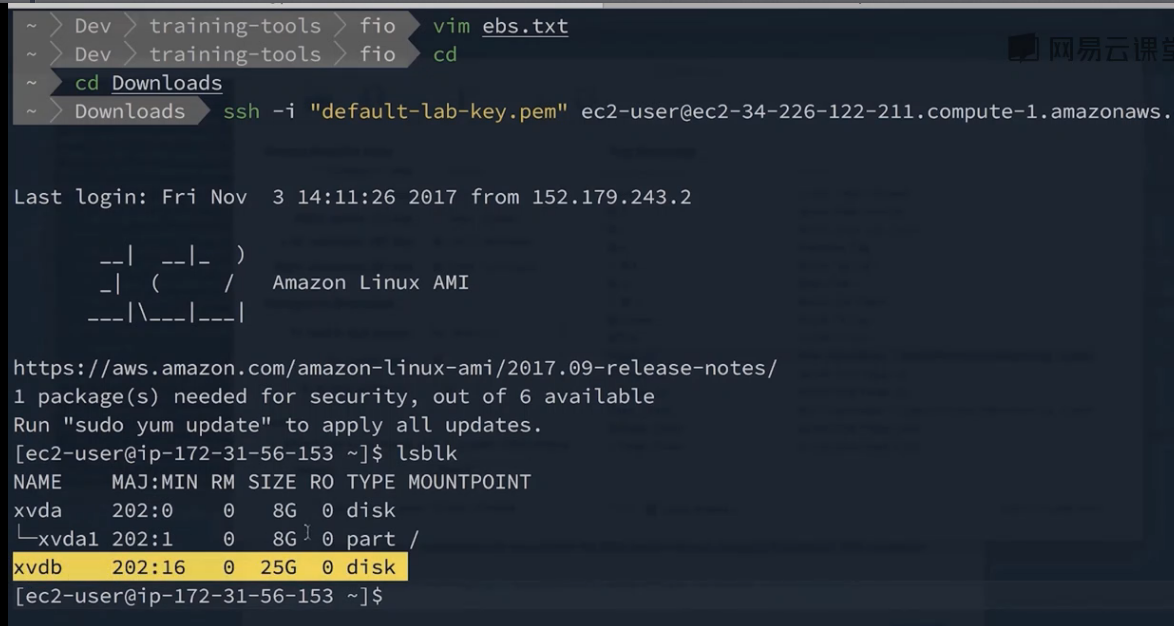 ~ Dev training-tools fio vim ebs.txt
~ Dev training-tools fio cd
~ cd Downloads
~ Downloads ssh -i "default-lab-key.pem" ec2-user@ec2-34-226-122-211.compute-1.amazonaws.
网易云课堂
Last login: Fri Nov  3 14:11:26 2017 from 152.179.243.2
__|  __|_  )
_|  (     /   Amazon Linux AMI
___|\___|___|
https://aws.amazon.com/amazon-linux-ami/2017.09-release-notes/
1 package(s) needed for security, out of 6 available
Run "sudo yum update" to apply all updates.
[ec2-user@ip-172-31-56-153 ~]$ lsblk
NAME    MAJ:MIN RM SIZE RO TYPE MOUNTPOINT
xvda    202:0    0   8G  0 disk
└─xvda1 202:1    0   8G  0 part /
xvdb    202:16   0  25G  0 disk
[ec2-user@ip-172-31-56-153 ~]$